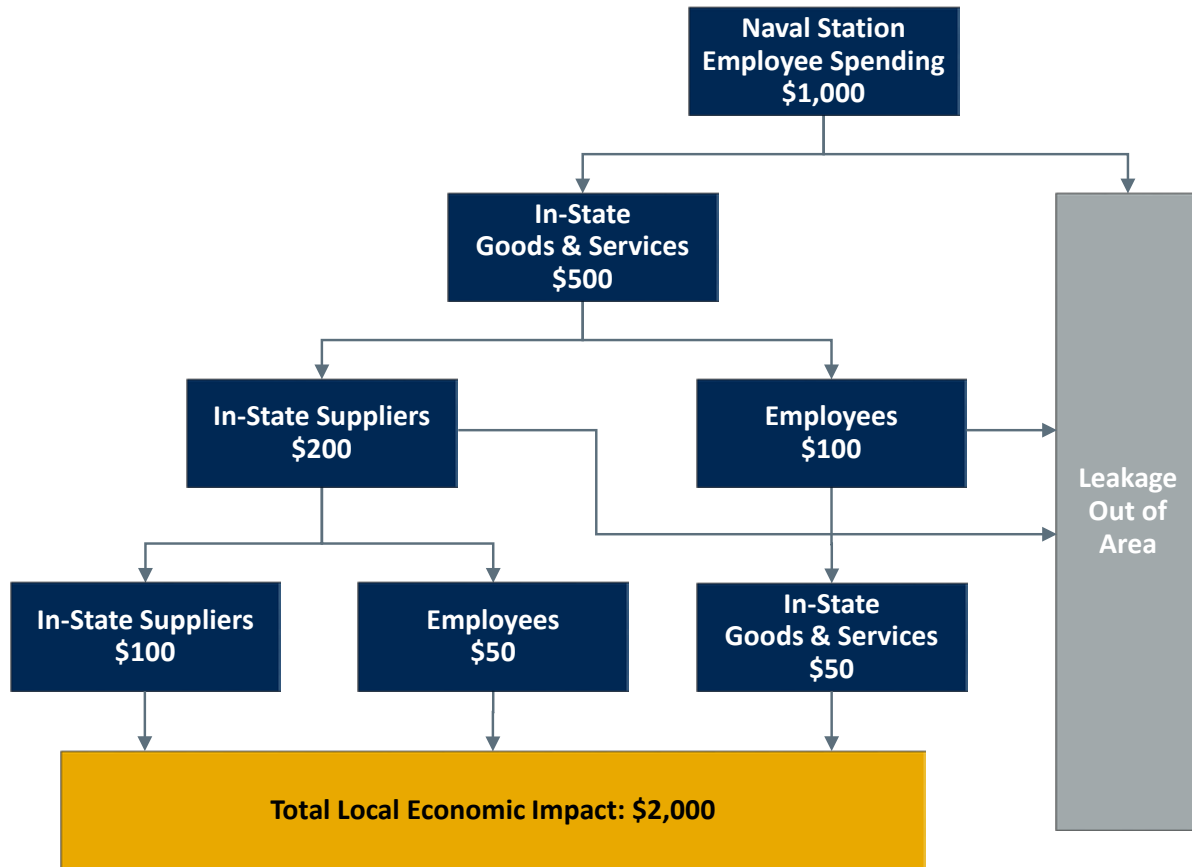 Naval Station
Employee Spending
$1,000
In-State
Goods & Services
$500
In-State Suppliers
$200
Employees
$100
Leakage
Out of
Area
In-State Suppliers
$100
Employees
$50
In-State
Goods & Services
$50
Total Local Economic Impact: $2,000